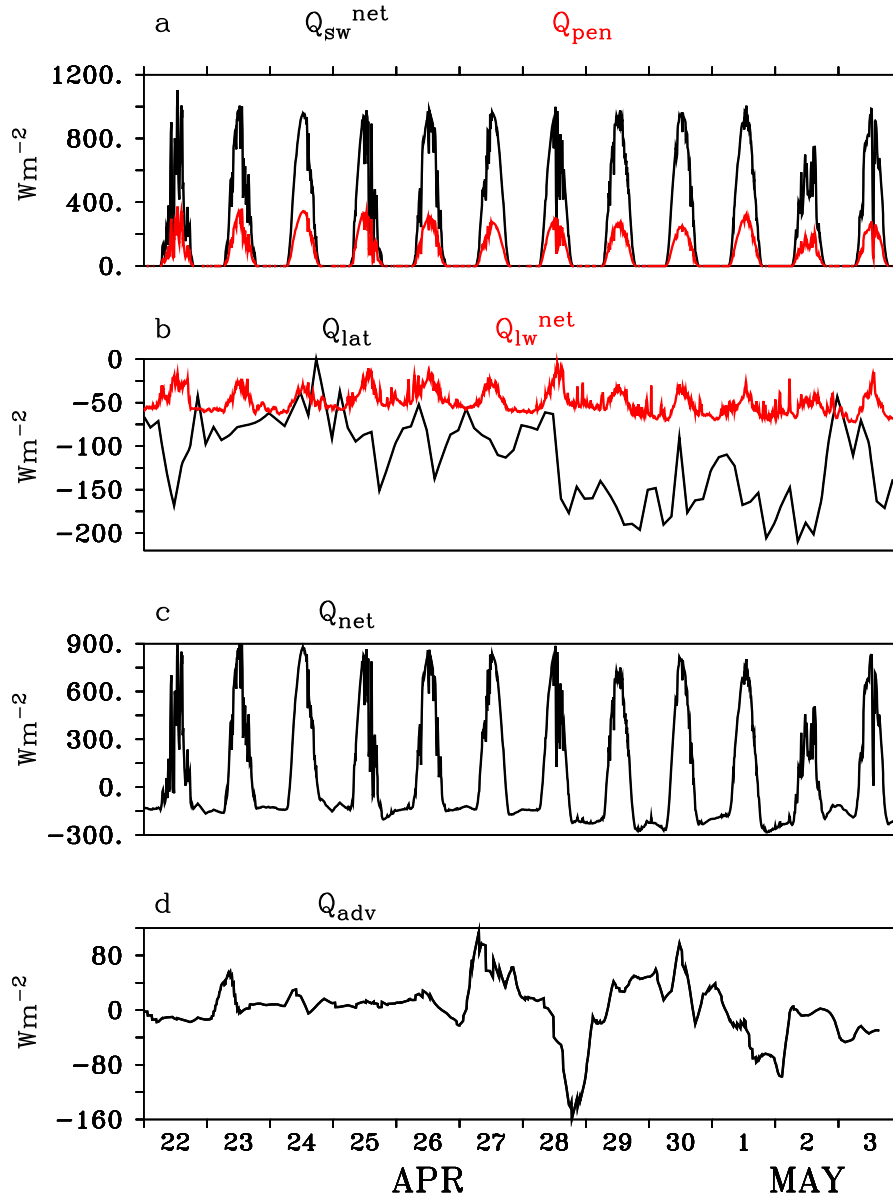 a Q_sw^net Q_pen
1200.
800.
400.
0.
Wm⁻²
b Q_lat Q_lw^net
0
−50
−100
−150
−200
Wm⁻²
c Q_net
900.
600.
300.
0.
−300.
Wm⁻²
d Q_adv
80
0
−80
−160
Wm⁻²
22 23 24 25 26 27 28 29 30 1 2 3
APR MAY